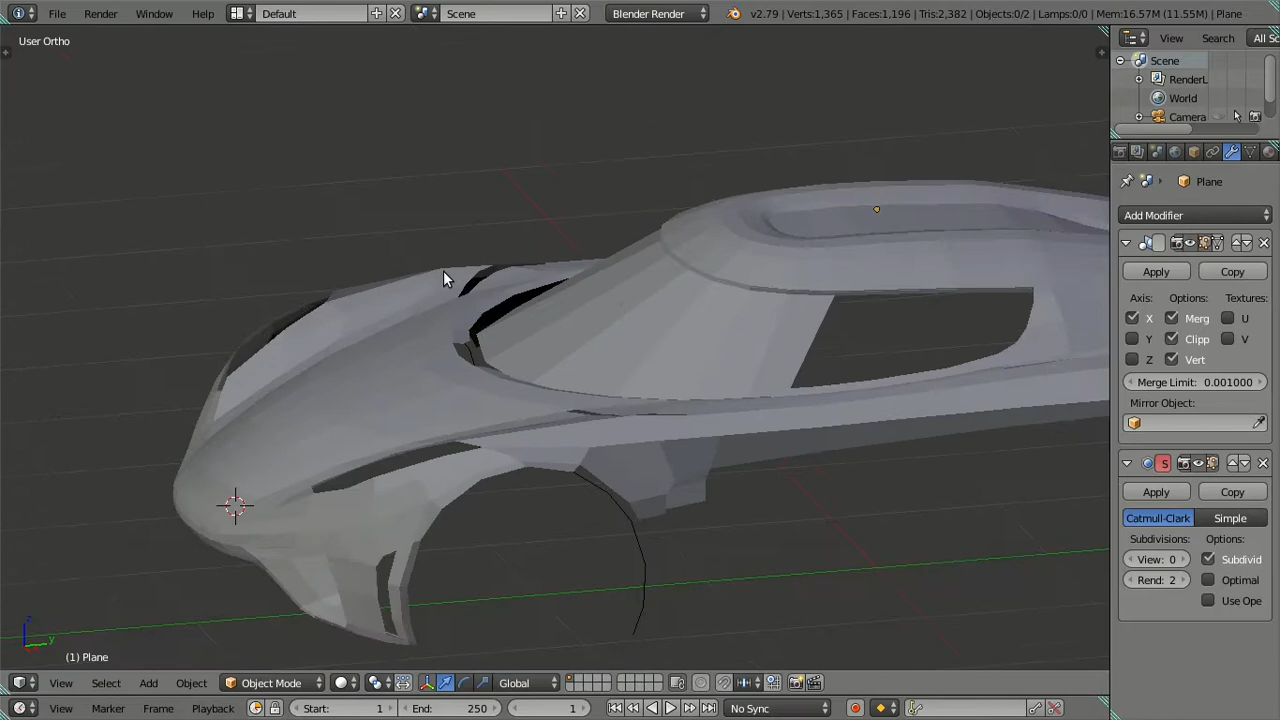 File Render Window Help Default Scene Blender Render v2.79 | Verts:1,365 | Faces:1,196 | Tris:2,382 | Objects:0/2 | Lamps:0/0 | Mem:16.57M (11.55M) | Plane
User Ortho
View Search All Sc
Scene
RenderL
World
Camera
Plane
Add Modifier
Apply Copy
Axis: Options: Textures:
X Merg U
Y Clipp V
Z Vert
Merge Limit: 0.001000
Mirror Object:
S
Apply Copy
Catmull-Clark Simple
Subdivisions: Options:
View: 0 Subdivid
Rend: 2 Optimal
Use Ope
z
y
(1) Plane
View Select Add Object Object Mode Global
View Marker Frame Playback Start: 1 End: 250 1 No Sync